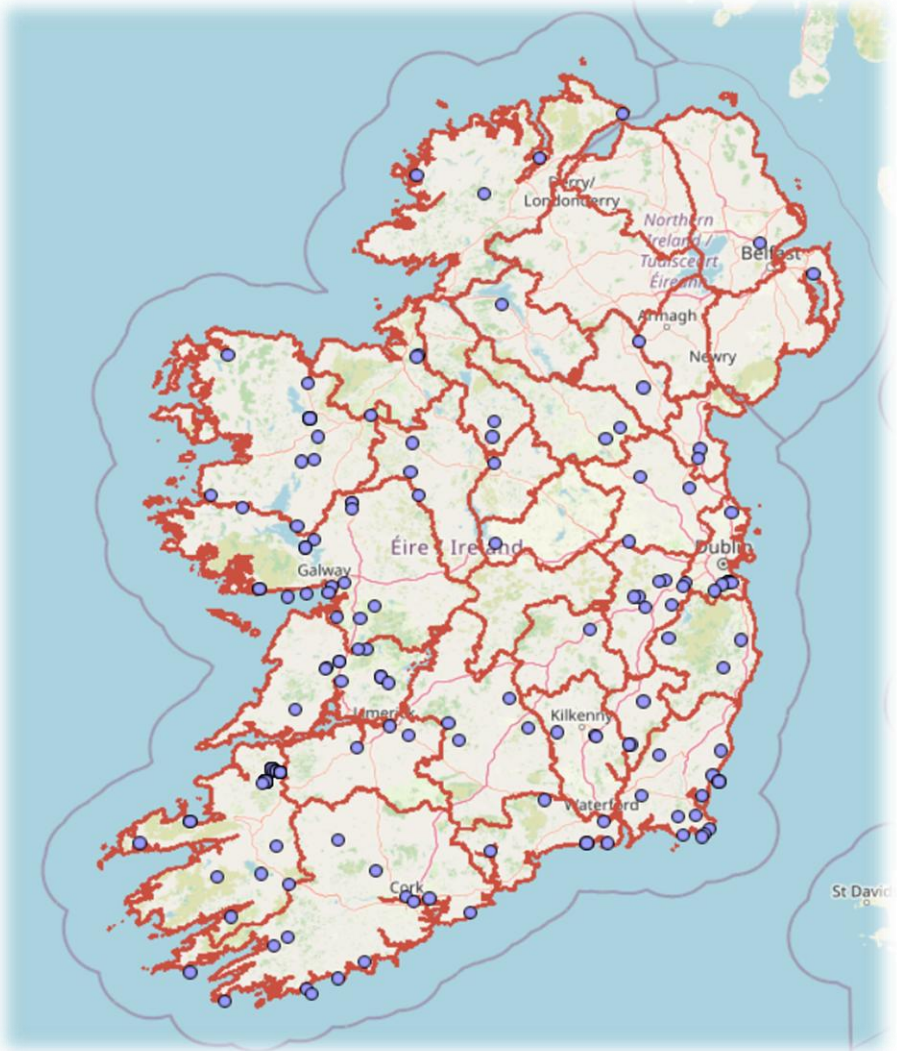 Derry/
Londonderry
Northern
Ireland /
Tuaisceart
Éireann
Belfast
Armagh
Newry
Éire / Ireland
Dublin
Galway
Limerick
Kilkenny
Waterford
Cork
St David